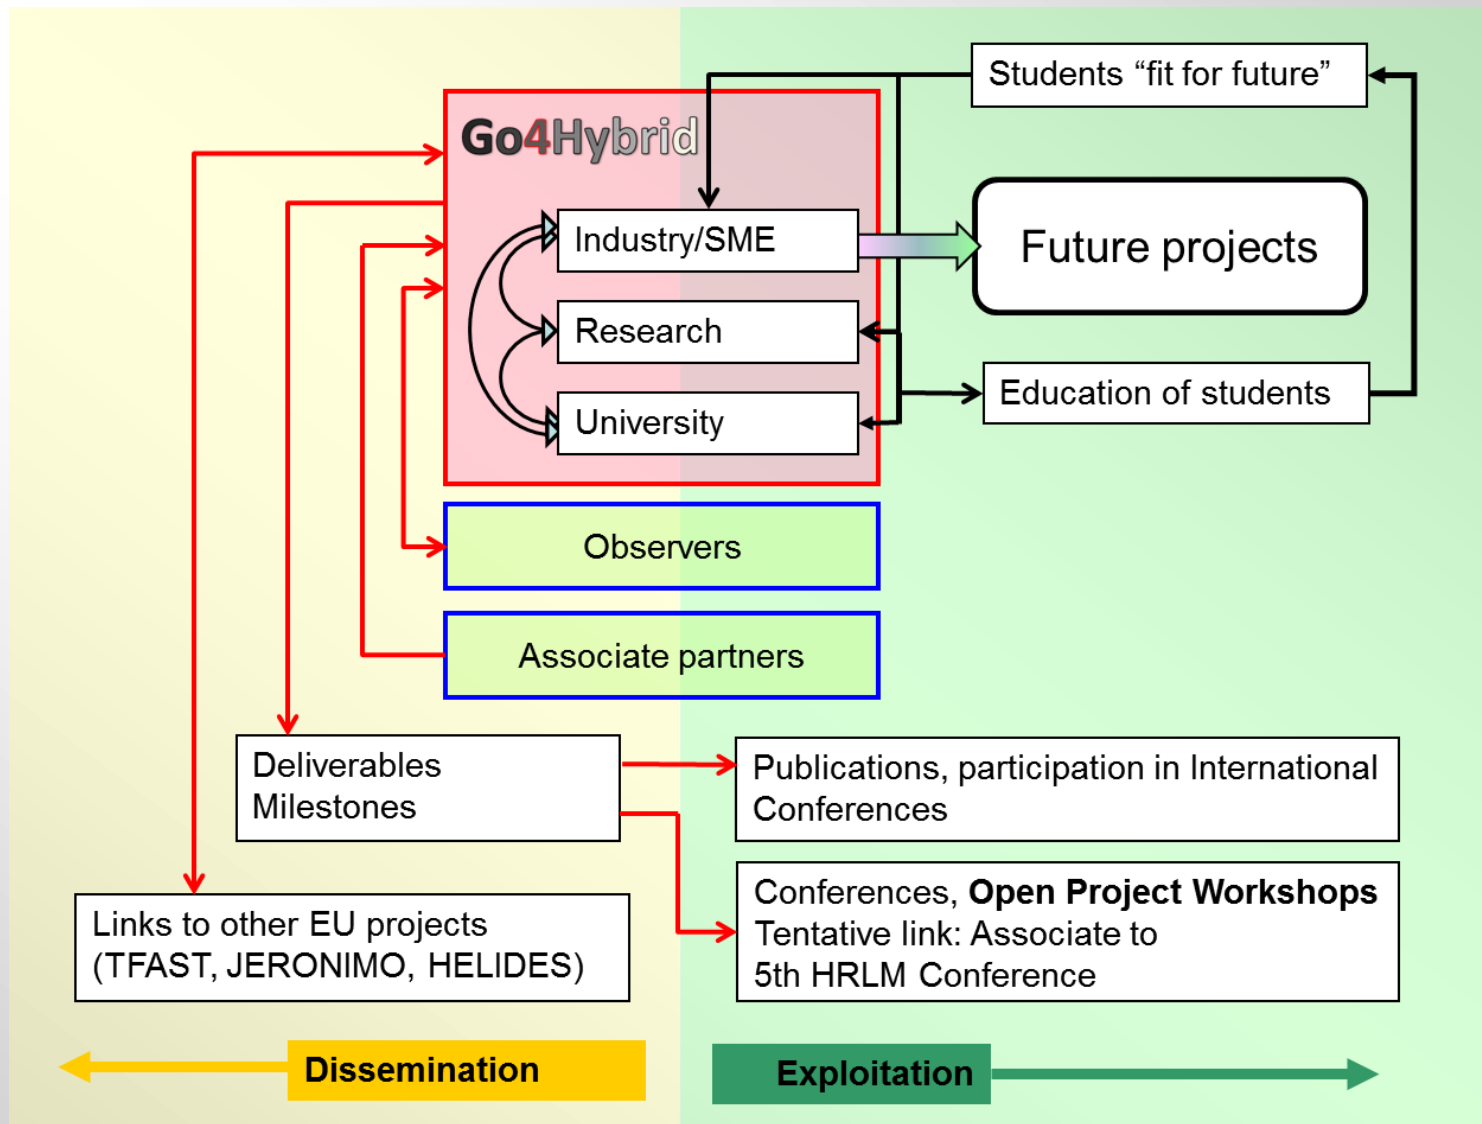 Students “fit for future”
Go4Hybrid
Industry/SME
Future projects
Research
Education of students
University
Observers
Associate partners
Deliverables
Milestones
Publications, participation in International
Conferences
Links to other EU projects
(TFAST, JERONIMO, HELIDES)
Conferences, Open Project Workshops
Tentative link: Associate to
5th HRLM Conference
Dissemination
Exploitation